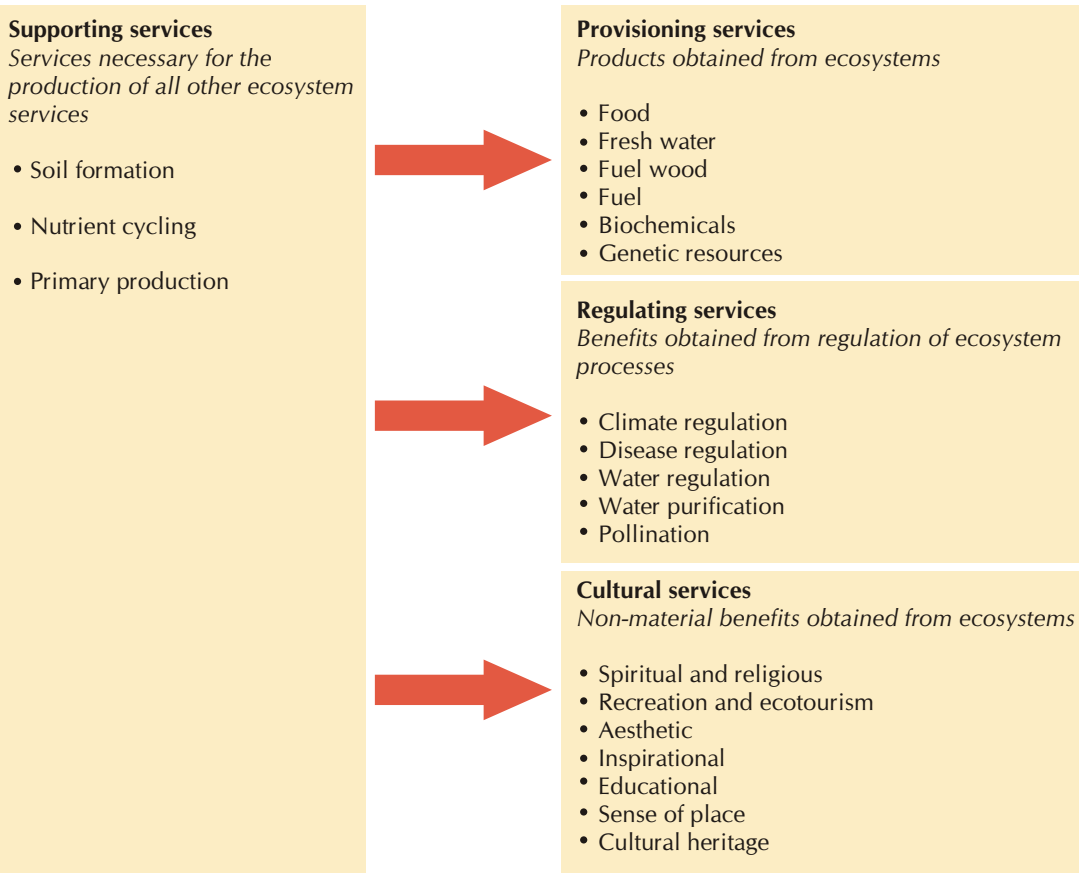 Supporting services
Services necessary for the
production of all other ecosystem
services
• Soil formation
• Nutrient cycling
• Primary production
Provisioning services
Products obtained from ecosystems
• Food
• Fresh water
• Fuel wood
• Fuel
• Biochemicals
• Genetic resources
Regulating services
Benefits obtained from regulation of ecosystem
processes
• Climate regulation
• Disease regulation
• Water regulation
• Water purification
• Pollination
Cultural services
Non-material benefits obtained from ecosystems
• Spiritual and religious
• Recreation and ecotourism
• Aesthetic
• Inspirational
• Educational
• Sense of place
• Cultural heritage